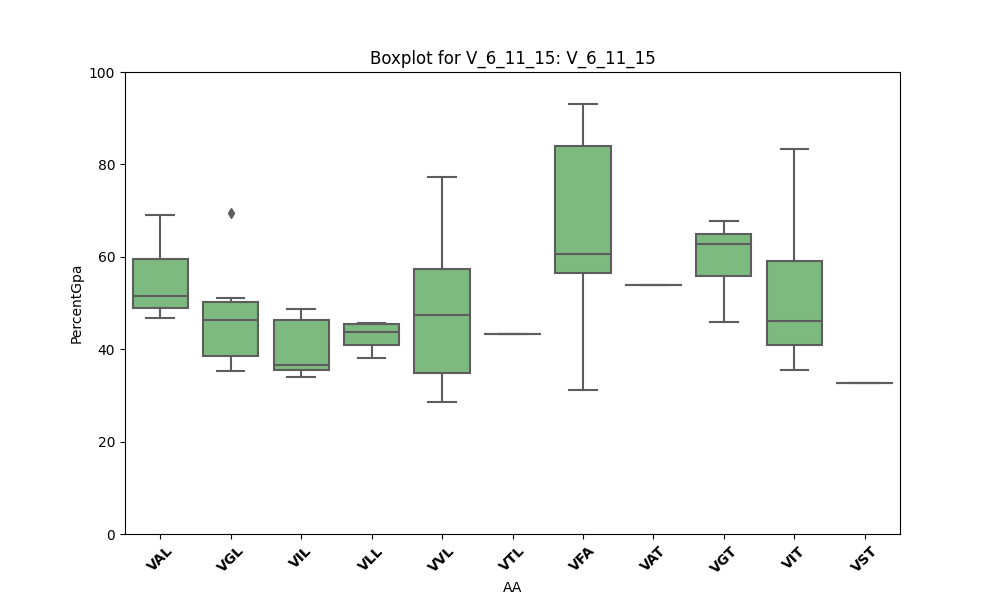 Boxplot for V_6_11_15: V_6_11_15
100
80
60
40
20
0
PercentGpa
VAL VGL VIL VLL VVL VTL VFA VAT VGT VIT VST
AA